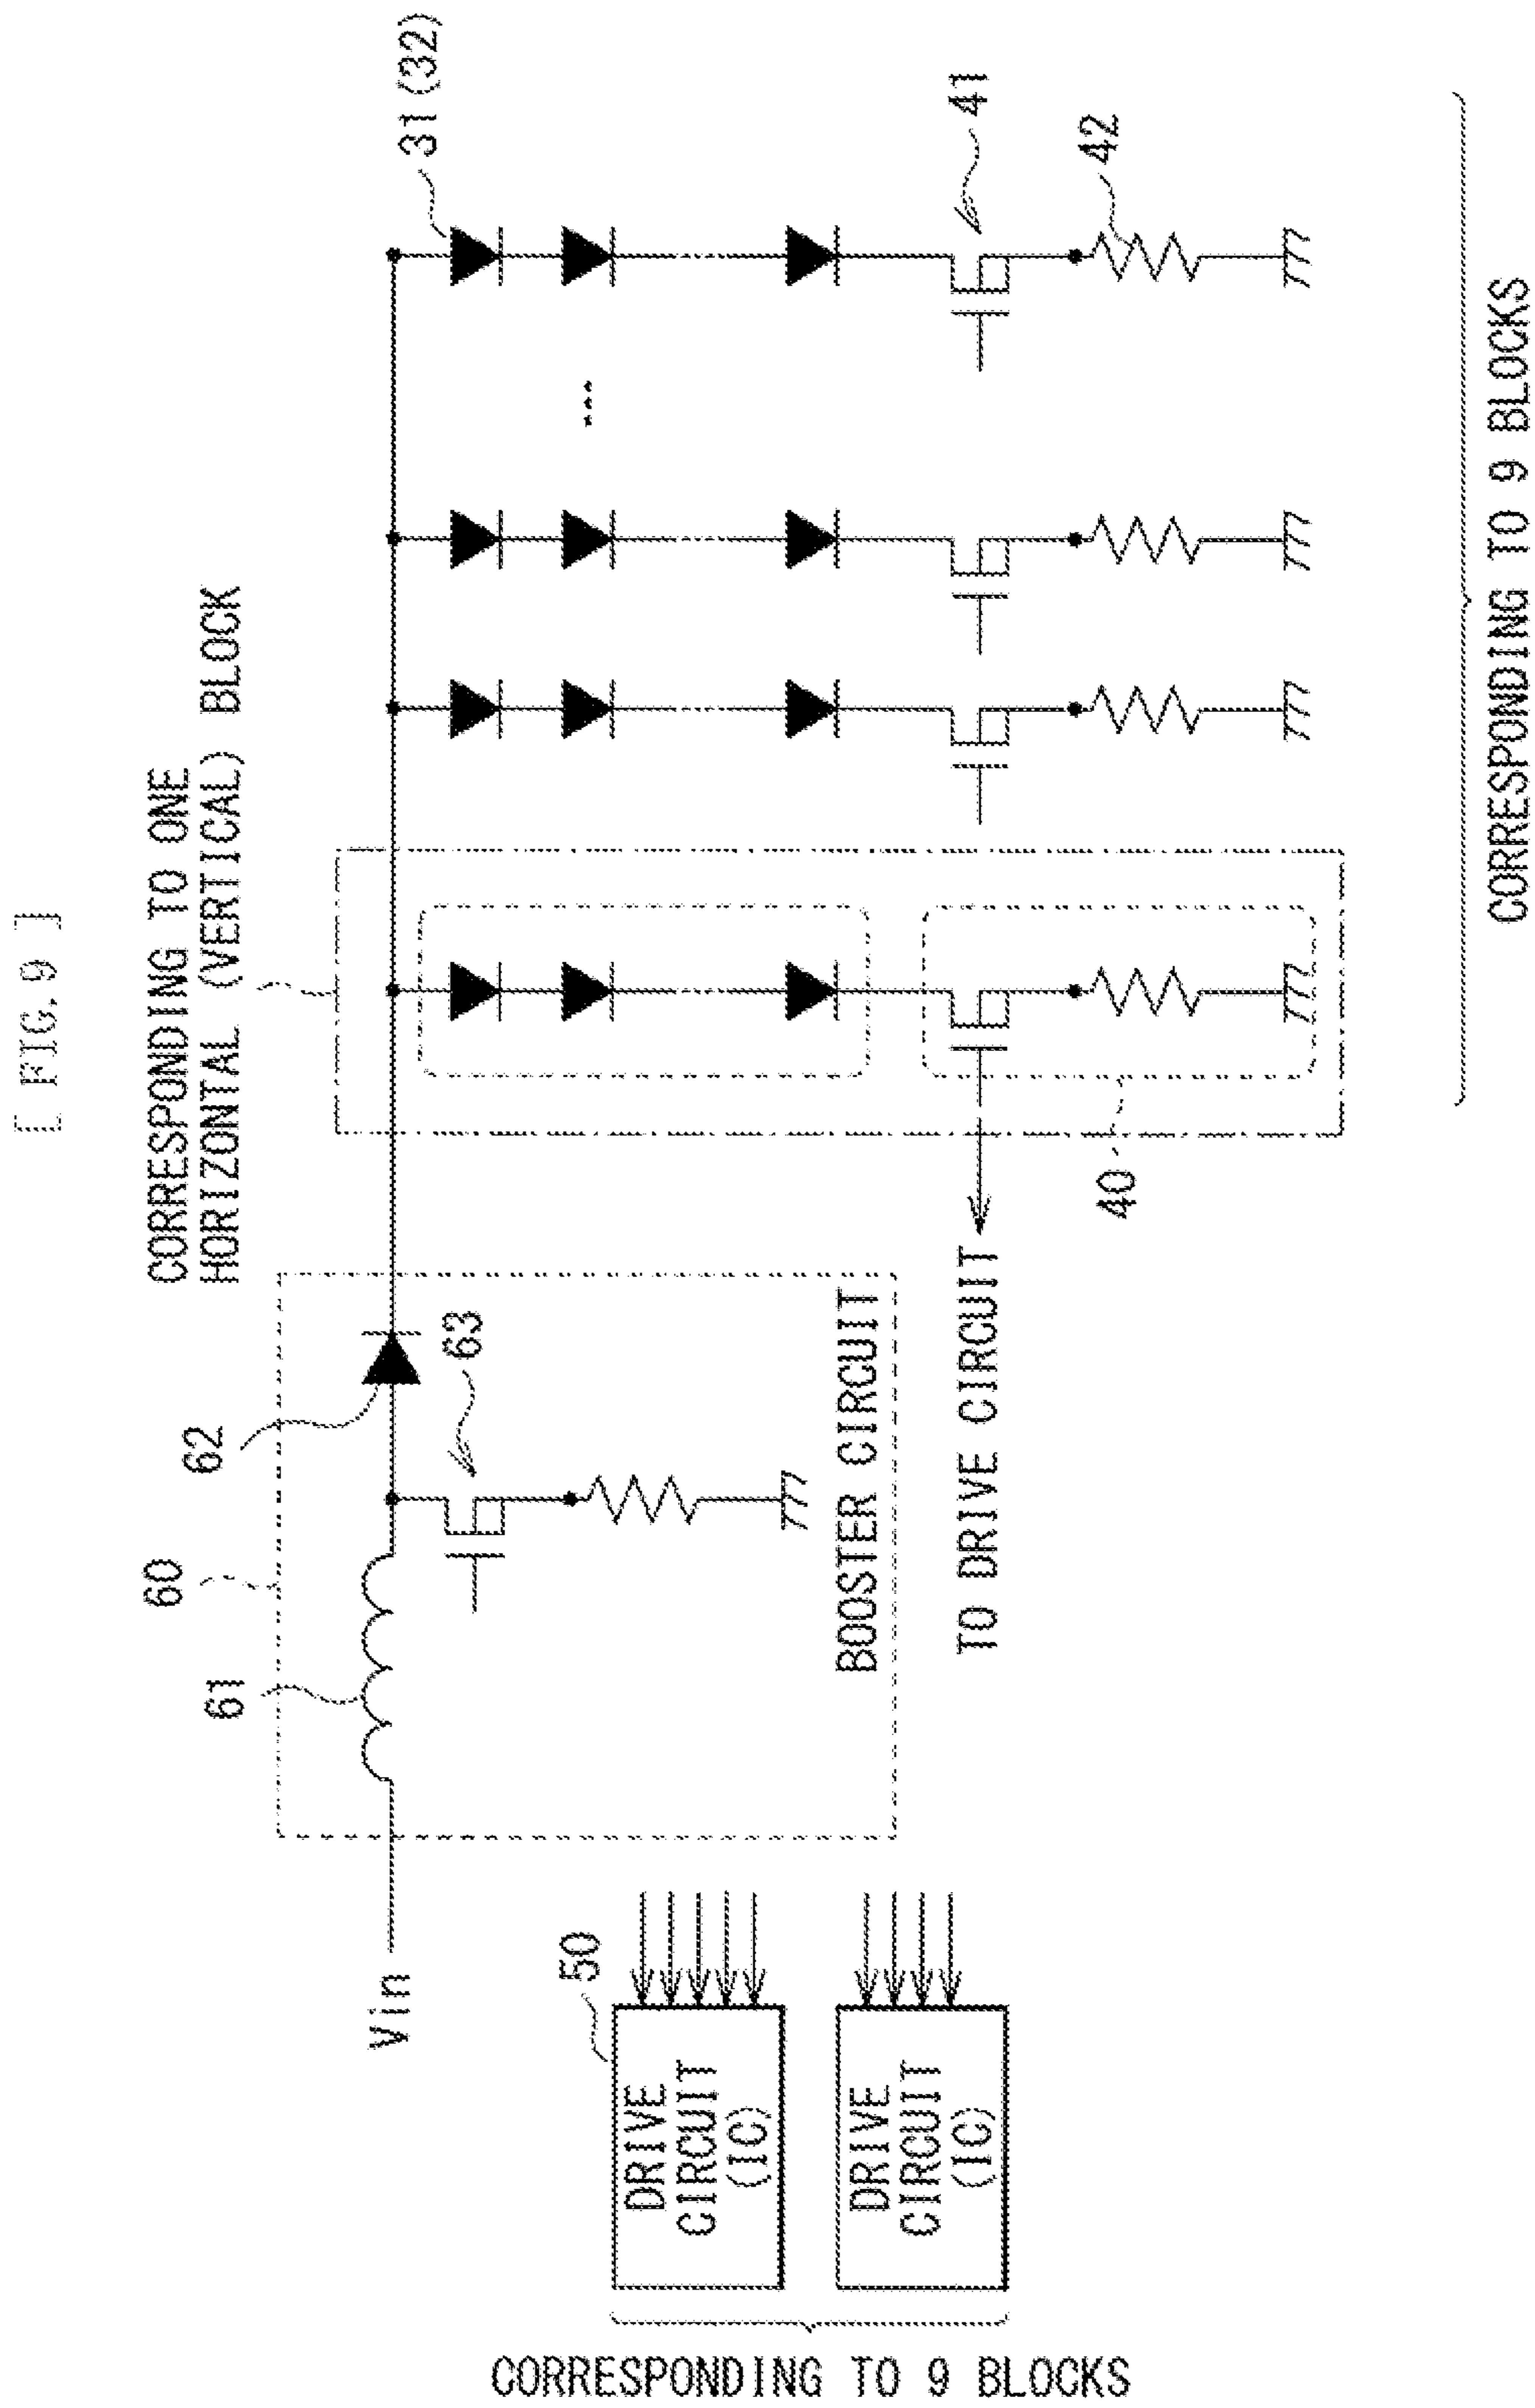 [ FIG. 9 ]
CORRESPONDING TO ONE
HORIZONTAL (VERTICAL) BLOCK
60
61
62
63
31 (32)
Vin
BOOSTER CIRCUIT
41
42
TO DRIVE CIRCUIT
40
50
DRIVE
CIRCUIT
(IC)
DRIVE
CIRCUIT
(IC)
CORRESPONDING TO 9 BLOCKS
CORRESPONDING TO 9 BLOCKS